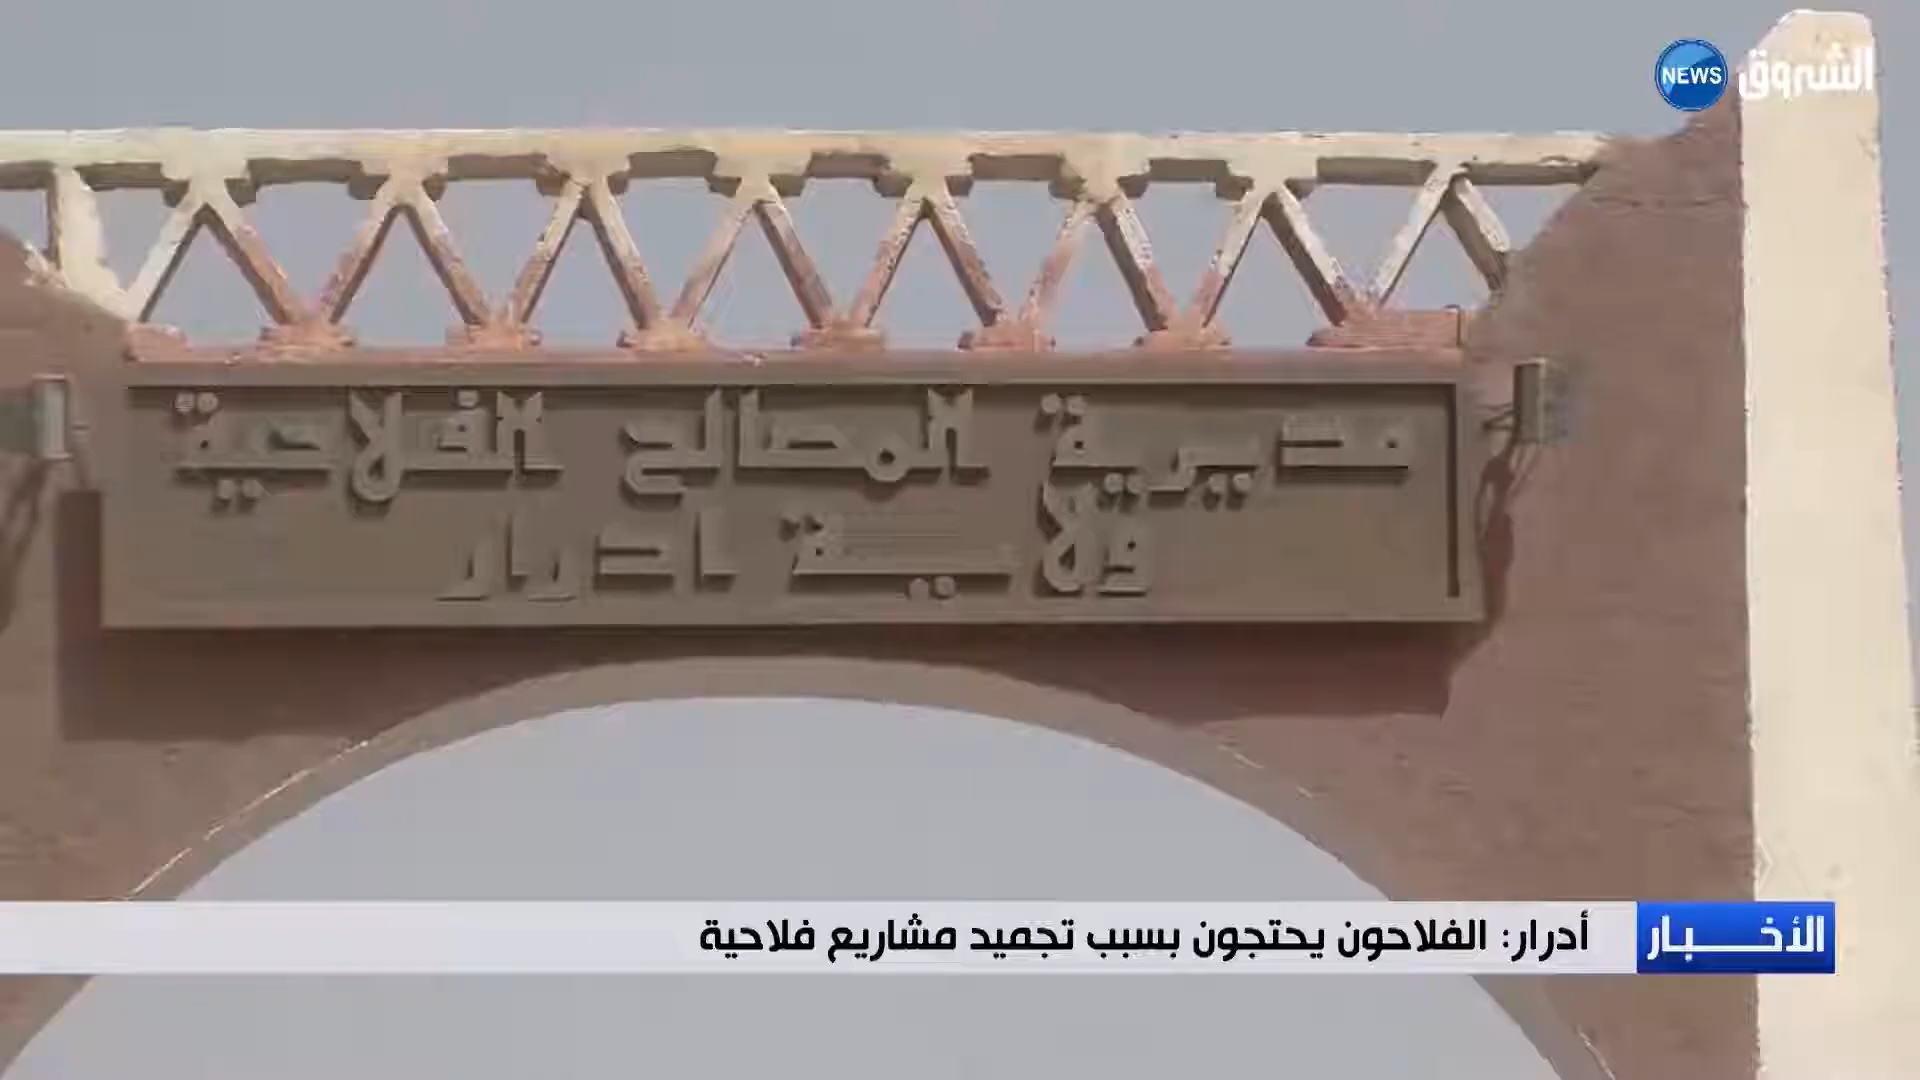 الشروق NEWS
مديرية المصالح الفلاحية
ولاية ادرار
الأخبار
أدرار: الفلاحون يحتجون بسبب تجميد مشاريع فلاحية